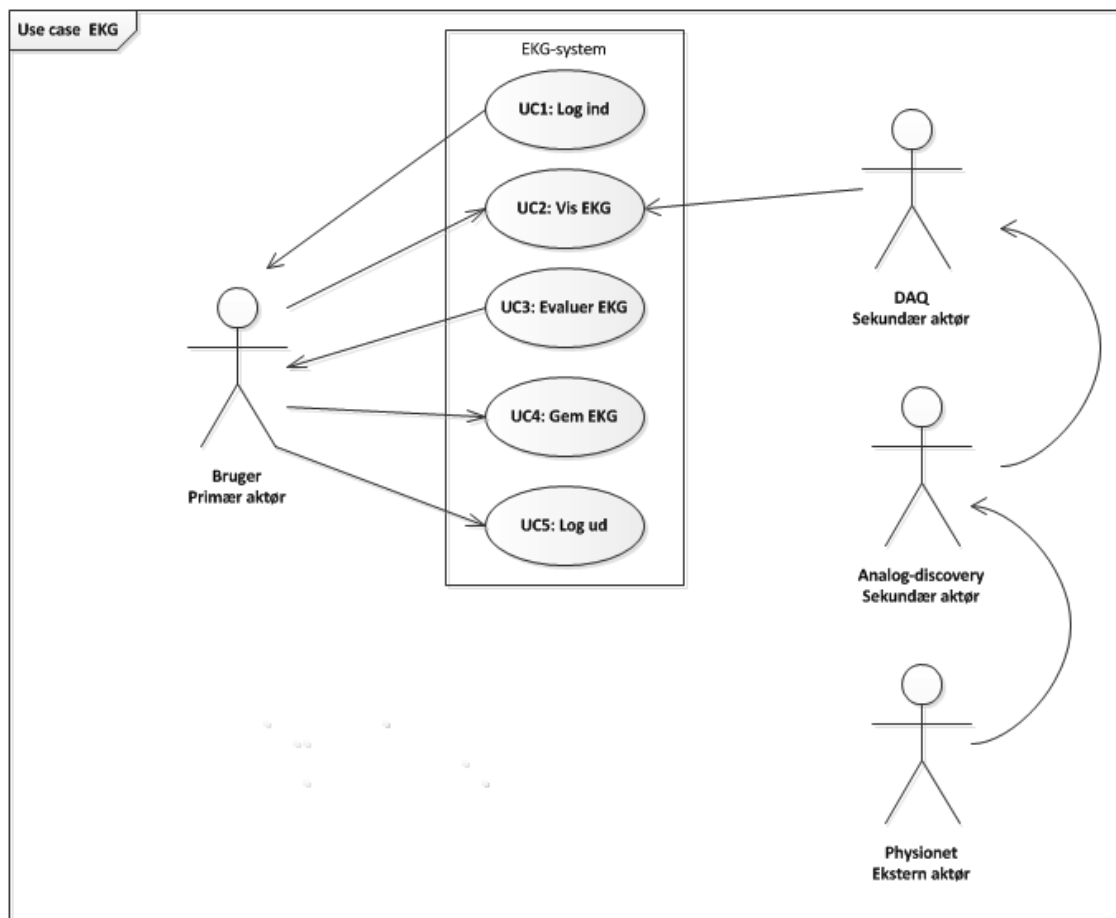 Use case EKG
EKG-system
UC1: Log ind
UC2: Vis EKG
UC3: Evaluer EKG
UC4: Gem EKG
UC5: Log ud
Bruger
Primær aktør
DAQ
Sekundær aktør
Analog-discovery
Sekundær aktør
Physionet
Ekstern aktør